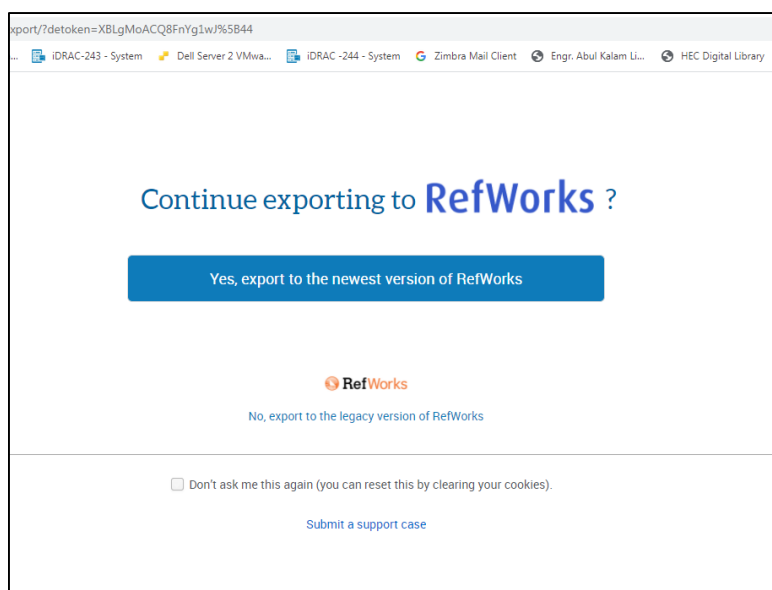 xport/?detoken=XBLgMoACQ8FnYg1wJ%5B44
... iDRAC-243 - System Dell Server 2 VMwa... iDRAC -244 - System Zimbra Mail Client Engr. Abul Kalam Li... HEC Digital Library
Continue exporting to RefWorks ?
Yes, export to the newest version of RefWorks
RefWorks
No, export to the legacy version of RefWorks
Don't ask me this again (you can reset this by clearing your cookies).
Submit a support case